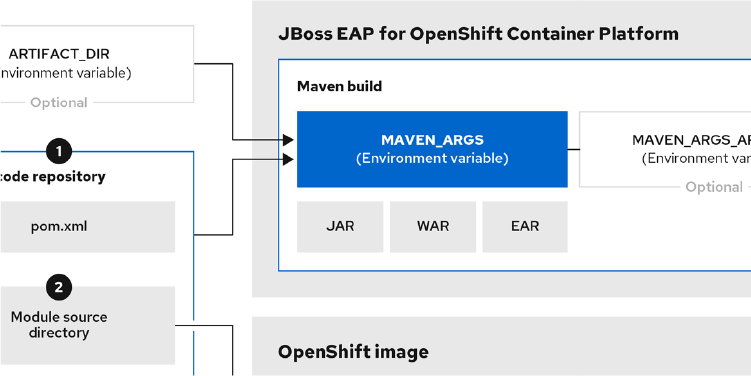 JBoss EAP for OpenShift Container Platform
ARTIFACT_DIR
nvironment variable)
Optional
Maven build
MAVEN_ARGS
(Environment variable)
MAVEN_ARGS_AP
(Environment var
Optional
1
code repository
pom.xml
JAR
WAR
EAR
2
Module source
directory
OpenShift image